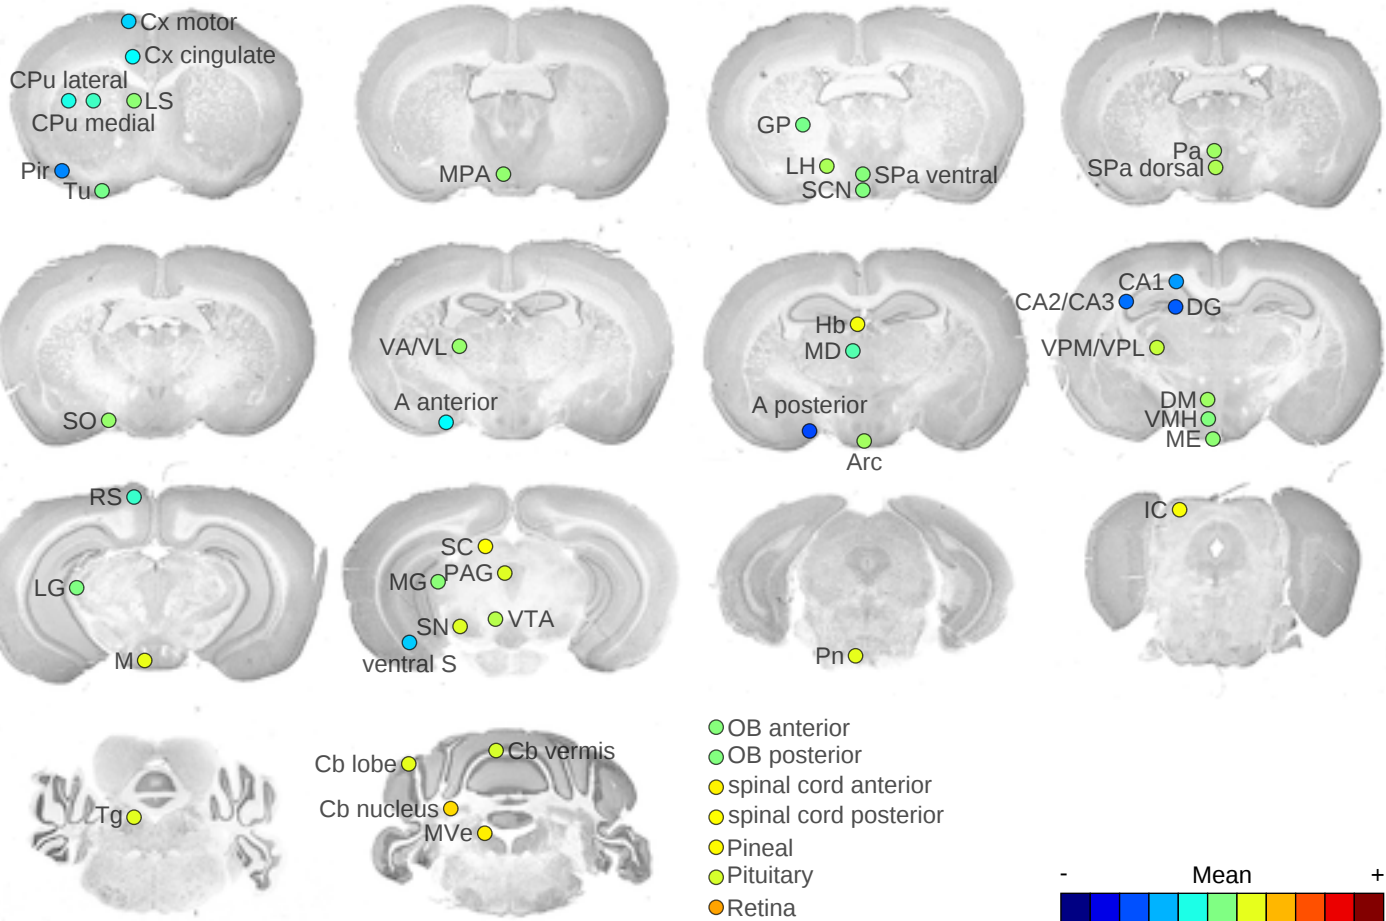 Cx motor
Cx cingulate
CPu lateral
LS
CPu medial
Pir
Tu
MPA
GP
LH
SPa ventral
SCN
Pa
SPa dorsal
SO
VA/VL
A anterior
Hb
MD
A posterior
Arc
CA1
CA2/CA3
DG
VPM/VPL
DM
VMH
ME
RS
LG
M
SC
PAG
MG
VTA
SN
ventral S
Pn
IC
Tg
Cb vermis
Cb lobe
Cb nucleus
MVe
OB anterior
OB posterior
spinal cord anterior
spinal cord posterior
Pineal
Pituitary
Retina
- Mean +